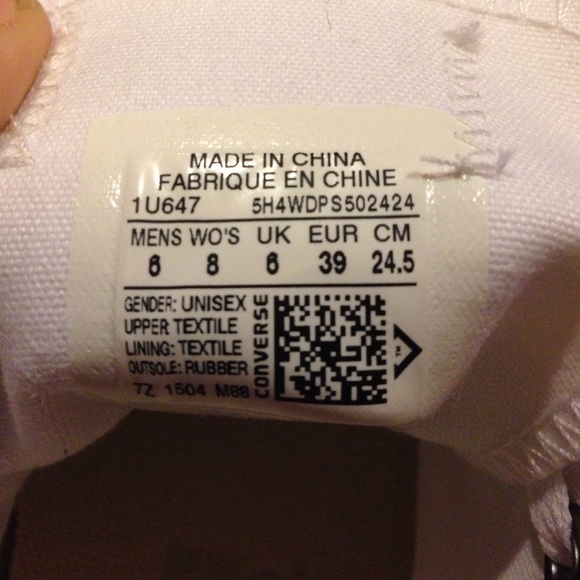 MADE IN CHINA
FABRIQUE EN CHINE
1U647 5H4WDPS502424
MENS WO'S UK EUR CM
6 8 6 39 24.5
GENDER: UNISEX
UPPER TEXTILE
LINING: TEXTILE
OUTSOLE: RUBBER
7Z 1504 M88
CONVERSE
TM